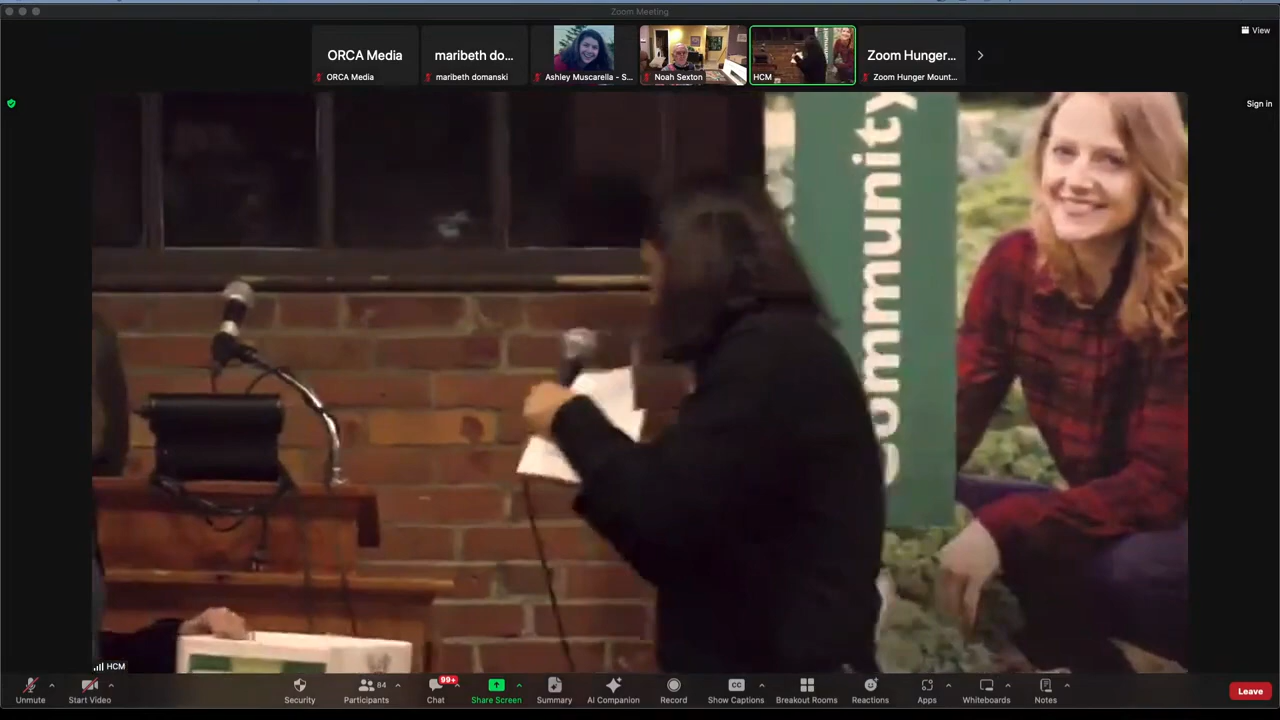 Zoom Meeting
View
ORCA Media
maribeth do...
Zoom Hunger...
ORCA Media
maribeth domanski
Ashley Muscarella - S...
Noah Sexton
HCM
Zoom Hunger Mount...
Sign in
community
HCM
99+
84
Unmute
Start Video
Security
Participants
Chat
Share Screen
Summary
AI Companion
Record
Show Captions
Breakout Rooms
Reactions
Apps
Whiteboards
Notes
Leave